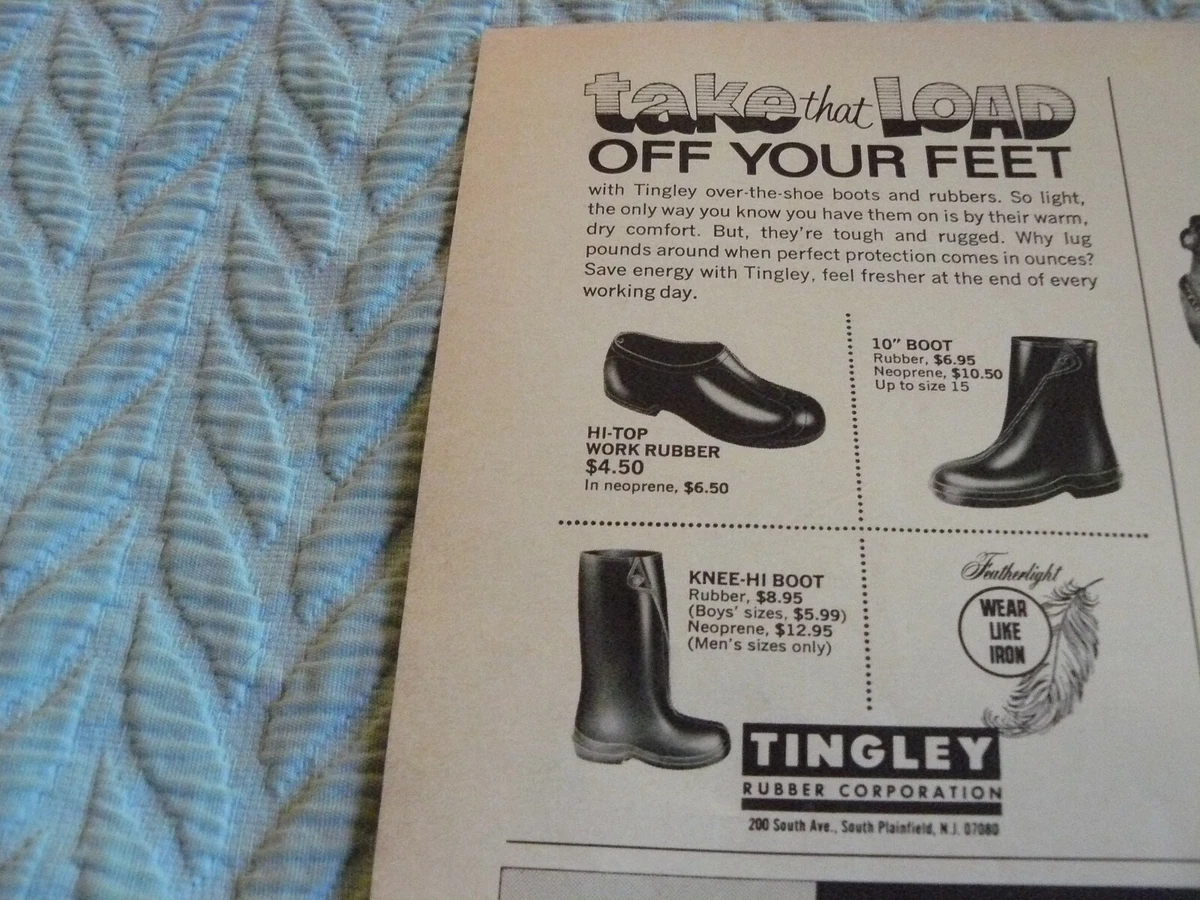 take that LOAD
OFF YOUR FEET
with Tingley over-the-shoe boots and rubbers. So light,
the only way you know you have them on is by their warm,
dry comfort. But, they're tough and rugged. Why lug
pounds around when perfect protection comes in ounces?
Save energy with Tingley, feel fresher at the end of every
working day.
HI-TOP
WORK RUBBER
$4.50
In neoprene, $6.50
10" BOOT
Rubber, $6.95
Neoprene, $10.50
Up to size 15
KNEE-HI BOOT
Rubber, $8.95
(Boys' sizes, $5.99)
Neoprene, $12.95
(Men's sizes only)
Featherlight
WEAR
LIKE
IRON
TINGLEY
RUBBER CORPORATION
200 South Ave., South Plainfield, N.J. 07080